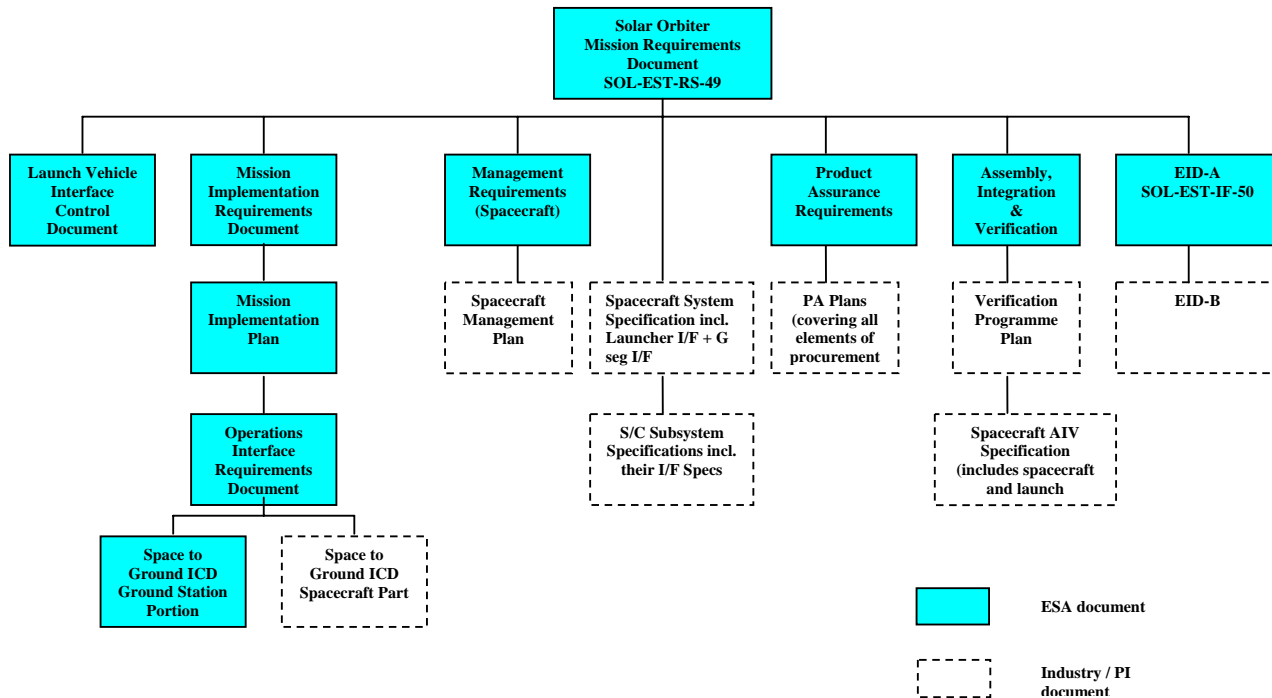 Solar Orbiter
Mission Requirements
Document
SOL-EST-RS-49
Launch Vehicle
Interface
Control
Document
Mission
Implementation
Requirements
Document
Management
Requirements
(Spacecraft)
Product
Assurance
Requirements
Assembly,
Integration
&
Verification
EID-A
SOL-EST-IF-50
Mission
Implementation
Plan
Spacecraft
Management
Plan
Spacecraft System
Specification incl.
Launcher I/F + G
seg I/F
PA Plans
(covering all
elements of
procurement
Verification
Programme
Plan
EID-B
Operations
Interface
Requirements
Document
S/C Subsystem
Specifications incl.
their I/F Specs
Spacecraft AIV
Specification
(includes spacecraft
and launch
Space to
Ground ICD
Ground Station
Portion
Space to
Ground ICD
Spacecraft Part
ESA document
Industry / PI
document